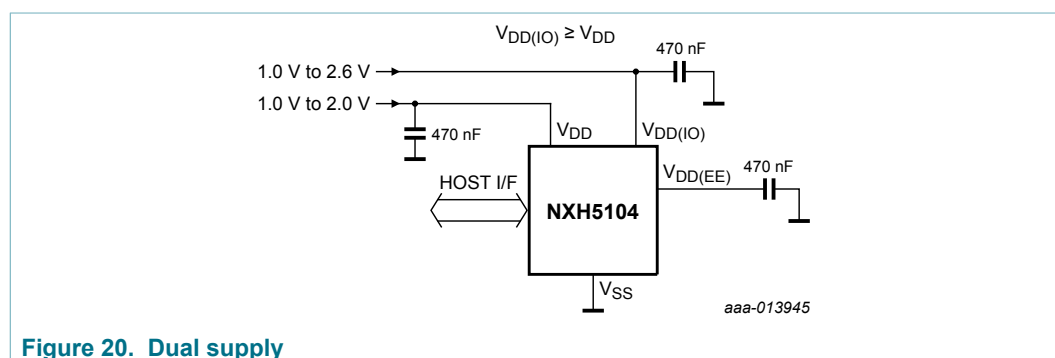 VDD(IO) ≥ VDD
470 nF
1.0 V to 2.6 V
1.0 V to 2.0 V
470 nF
VDD
VDD(IO)
HOST I/F
VDD(EE)
470 nF
NXH5104
VSS
aaa-013945
Figure 20. Dual supply